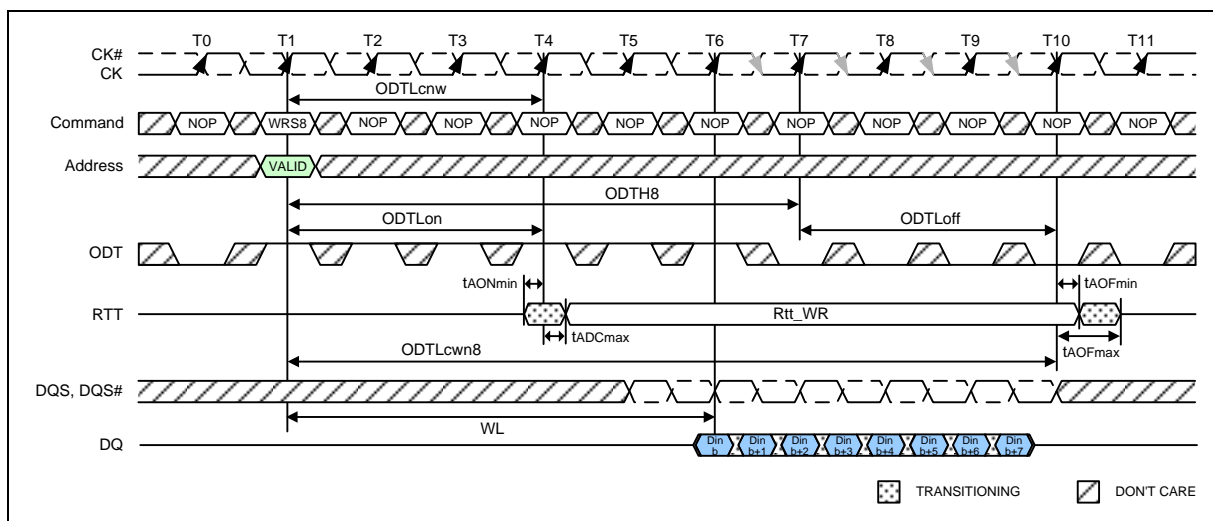 T0 T1 T2 T3 T4 T5 T6 T7 T8 T9 T10 T11
CK#
CK
ODTLcnw
Command NOP WRS8 NOP NOP NOP NOP NOP NOP NOP NOP NOP NOP
Address VALID
ODTH8
ODTLon ODTLoff
ODT
tAONmin tAOFmin
RTT Rtt_WR
tADCmax
ODTLcwn8 tAOFmax
DQS, DQS#
WL
DQ Din b Din b+1 Din b+2 Din b+3 Din b+4 Din b+5 Din b+6 Din b+7
TRANSITIONING DON'T CARE